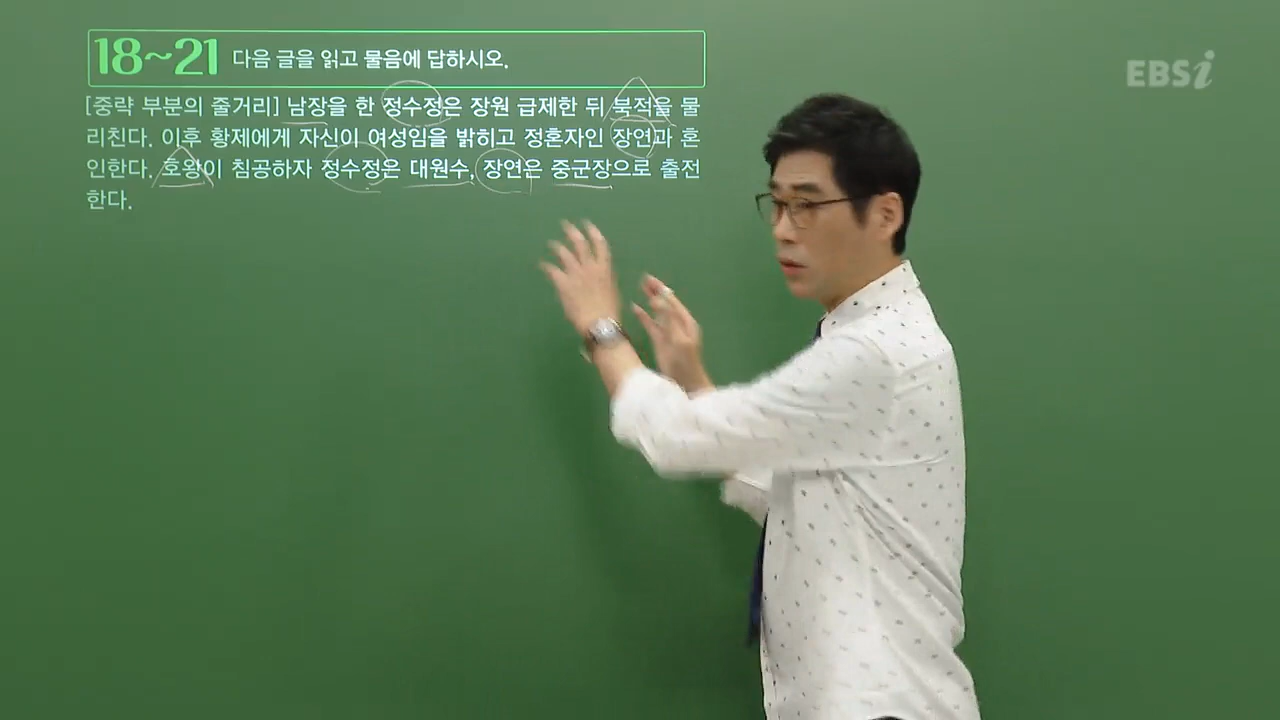 18~21 다음 글을 읽고 물음에 답하시오.
EBSi
[중략 부분의 줄거리] 남장을 한 정수정은 장원 급제한 뒤 북적을 물
리친다. 이후 황제에게 자신이 여성임을 밝히고 정혼자인 장연과 혼
인한다. 호왕이 침공하자 정수정은 대원수, 장연은 중군장으로 출전
한다.